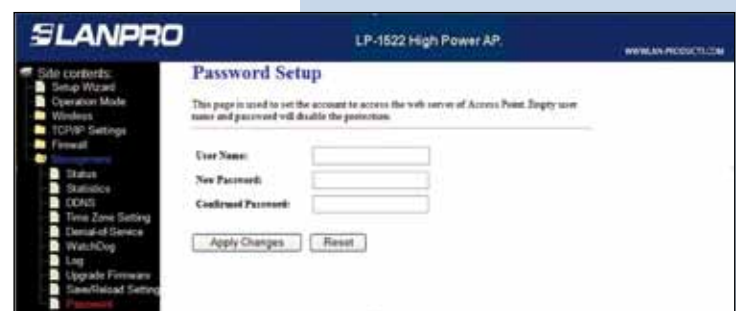 SLANPRO
LP-1522 High Power AP.
WWW.LAN-PRODUCTS.COM
Site contents:
Setup Wizard
Operation Mode
Wireless
TCP/IP Settings
Firewall
Management
Status
Statistics
DDNS
Time Zone Setting
Denial-of-Service
WatchDog
Log
Upgrade Firmware
Save/Reload Setting
Password
Password Setup
This page is used to set the account to access the web server of Access Point. Empty user
name and password will disable the protection.
User Name:
New Password:
Confirmed Password:
Apply Changes
Reset